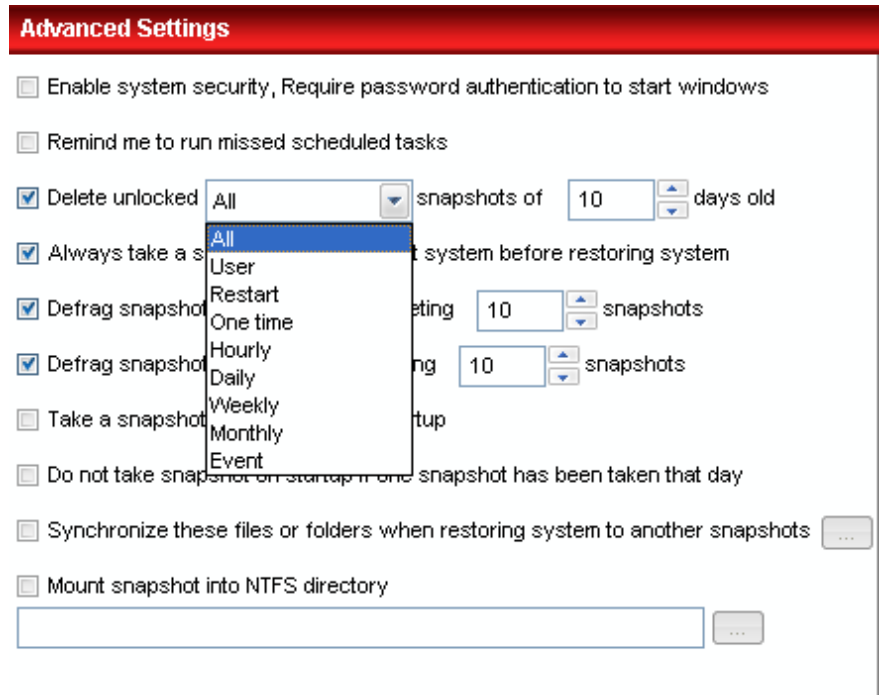 Advanced Settings
Enable system security, Require password authentication to start windows
Remind me to run missed scheduled tasks
Delete unlocked All snapshots of 10 days old
All
User
Restart
One time
Hourly
Daily
Weekly
Monthly
Event
Always take a s t system before restoring system
Defrag snapshot eting 10 snapshots
Defrag snapshot ng 10 snapshots
Take a snapshot tup
Do not take snapshot on startup if one snapshot has been taken that day
Synchronize these files or folders when restoring system to another snapshots ...
Mount snapshot into NTFS directory
...